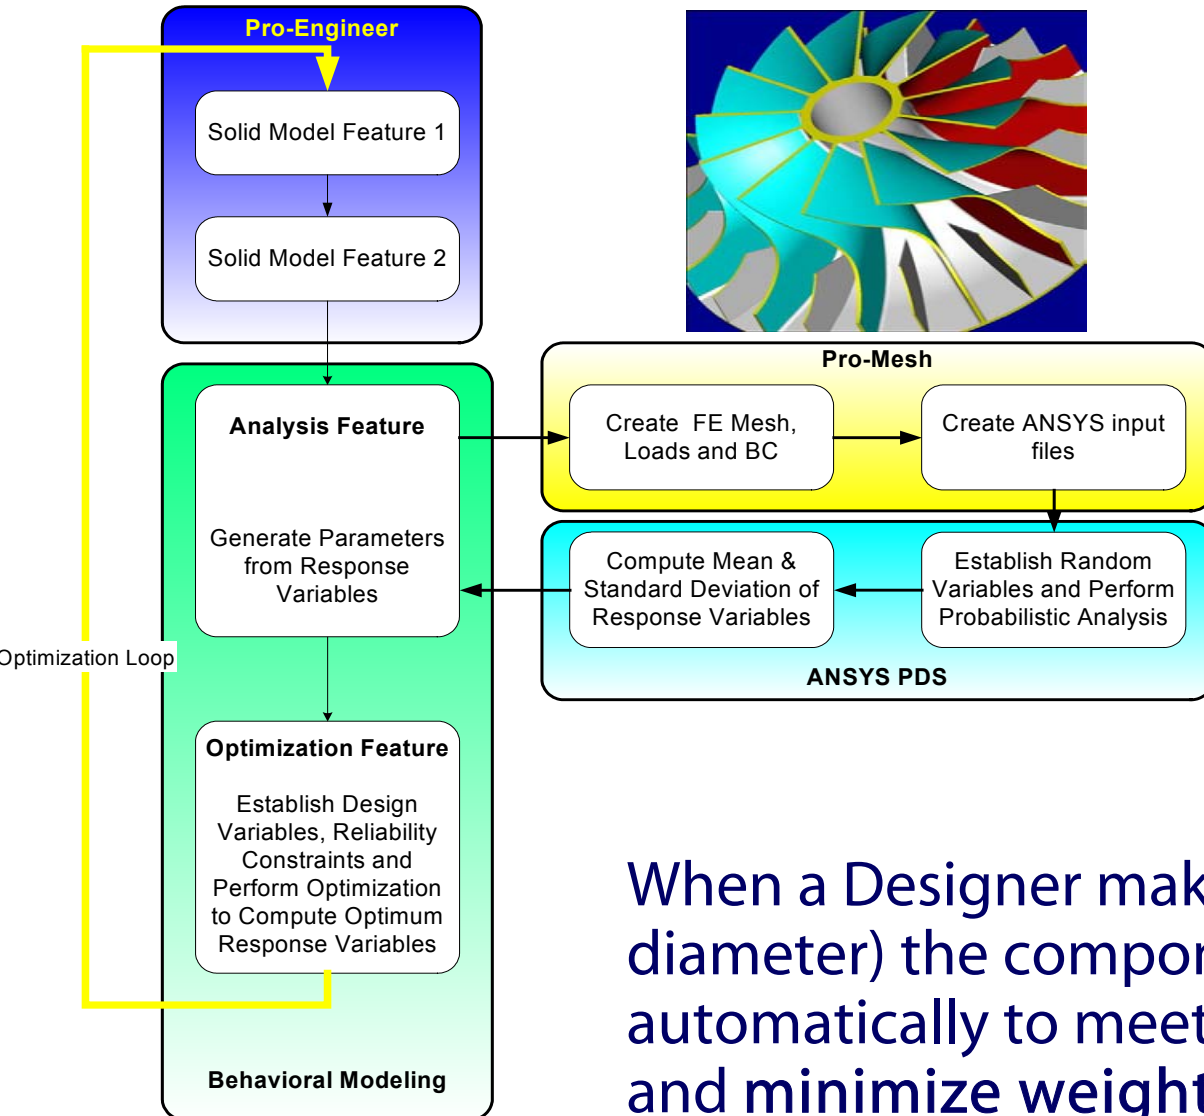 Pro-Engineer
Solid Model Feature 1
Solid Model Feature 2
Pro-Mesh
Analysis Feature
Generate Parameters
from Response
Variables
Create FE Mesh,
Loads and BC
Create ANSYS input
files
Compute Mean &
Standard Deviation of
Response Variables
Establish Random
Variables and Perform
Probabilistic Analysis
ANSYS PDS
Optimization Loop
Optimization Feature
Establish Design
Variables, Reliability
Constraints and
Perform Optimization
to Compute Optimum
Response Variables
Behavioral Modeling
When a Designer mak
diameter) the compor
automatically to meet
and minimize weight